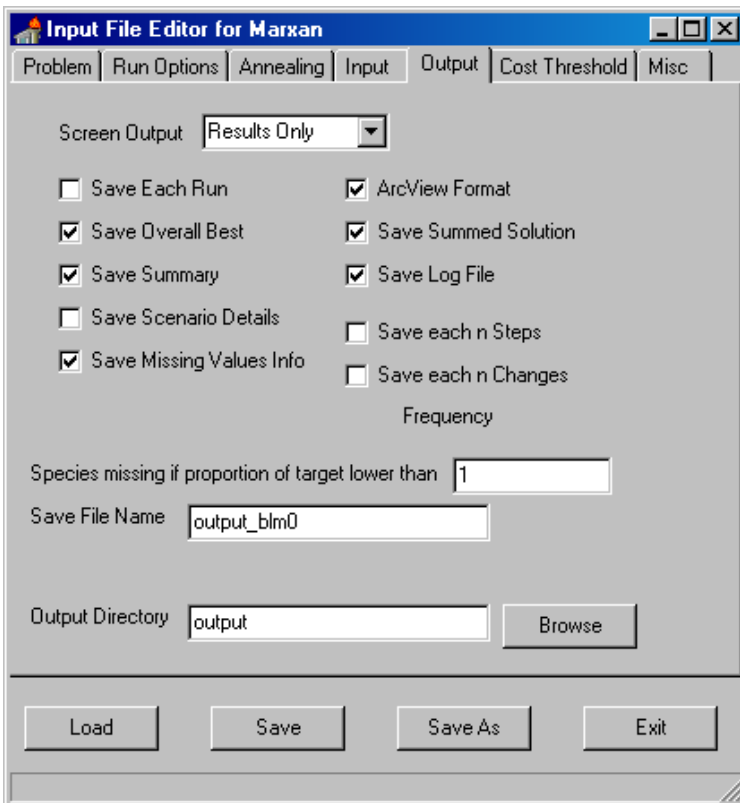 Input File Editor for Marxan
Problem Run Options Annealing Input Output Cost Threshold Misc
Screen Output Results Only
Save Each Run ArcView Format
Save Overall Best Save Summed Solution
Save Summary Save Log File
Save Scenario Details
Save each n Steps
Save Missing Values Info
Save each n Changes
Frequency
Species missing if proportion of target lower than 1
Save File Name output_blm0
Output Directory output Browse
Load Save Save As Exit